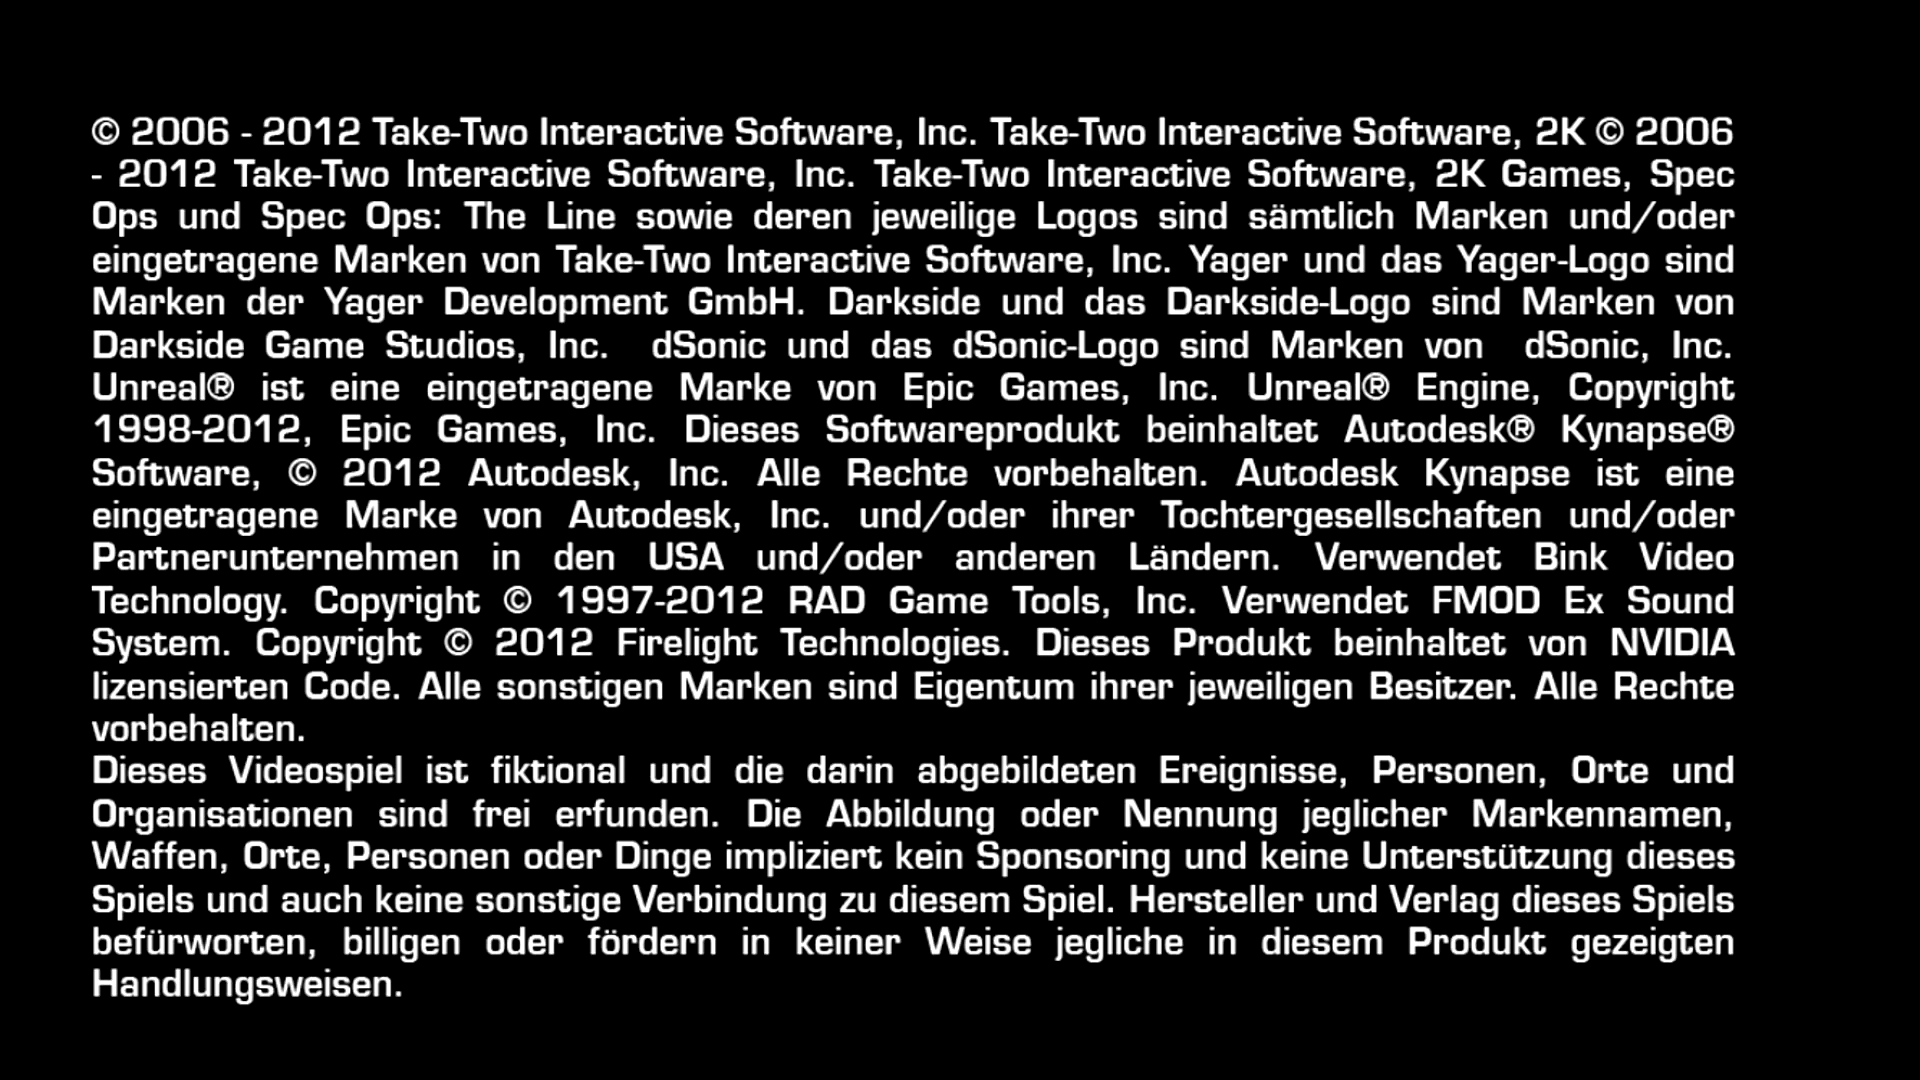 © 2006 - 2012 Take-Two Interactive Software, Inc. Take-Two Interactive Software, 2K © 2006
- 2012 Take-Two Interactive Software, Inc. Take-Two Interactive Software, 2K Games, Spec
Ops und Spec Ops: The Line sowie deren jeweilige Logos sind sämtlich Marken und/oder
eingetragene Marken von Take-Two Interactive Software, Inc. Yager und das Yager-Logo sind
Marken der Yager Development GmbH. Darkside und das Darkside-Logo sind Marken von
Darkside Game Studios, Inc. dSonic und das dSonic-Logo sind Marken von dSonic, Inc.
Unreal® ist eine eingetragene Marke von Epic Games, Inc. Unreal® Engine, Copyright
1998-2012, Epic Games, Inc. Dieses Softwareprodukt beinhaltet Autodesk® Kynapse®
Software, © 2012 Autodesk, Inc. Alle Rechte vorbehalten. Autodesk Kynapse ist eine
eingetragene Marke von Autodesk, Inc. und/oder ihrer Tochtergesellschaften und/oder
Partnerunternehmen in den USA und/oder anderen Ländern. Verwendet Bink Video
Technology. Copyright © 1997-2012 RAD Game Tools, Inc. Verwendet FMOD Ex Sound
System. Copyright © 2012 Firelight Technologies. Dieses Produkt beinhaltet von NVIDIA
lizensierten Code. Alle sonstigen Marken sind Eigentum ihrer jeweiligen Besitzer. Alle Rechte
vorbehalten.
Dieses Videospiel ist fiktional und die darin abgebildeten Ereignisse, Personen, Orte und
Organisationen sind frei erfunden. Die Abbildung oder Nennung jeglicher Markennamen,
Waffen, Orte, Personen oder Dinge impliziert kein Sponsoring und keine Unterstützung dieses
Spiels und auch keine sonstige Verbindung zu diesem Spiel. Hersteller und Verlag dieses Spiels
befürworten, billigen oder fördern in keiner Weise jegliche in diesem Produkt gezeigten
Handlungsweisen.